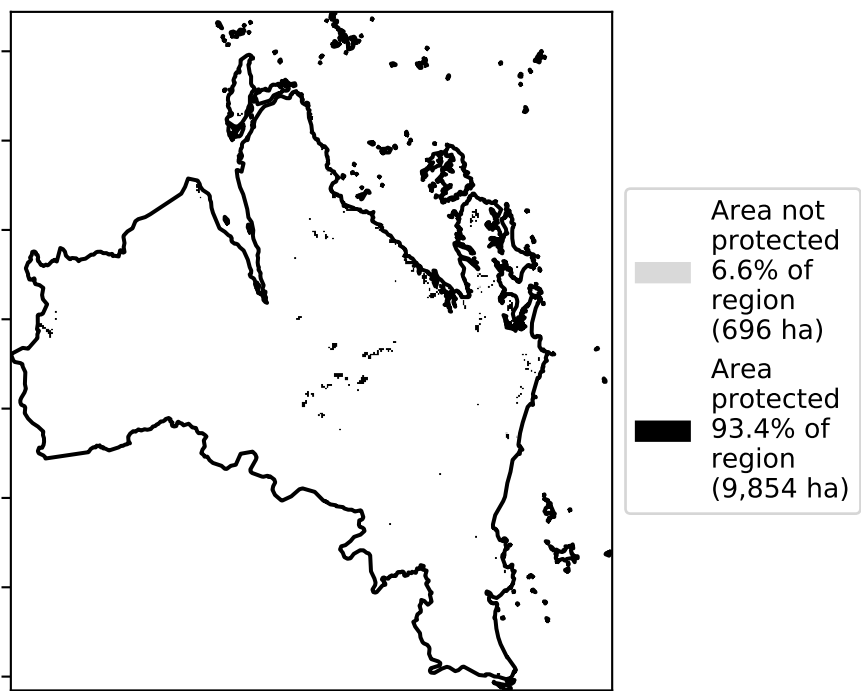 Area not
protected
6.6% of
region
(696 ha)
Area
protected
93.4% of
region
(9,854 ha)